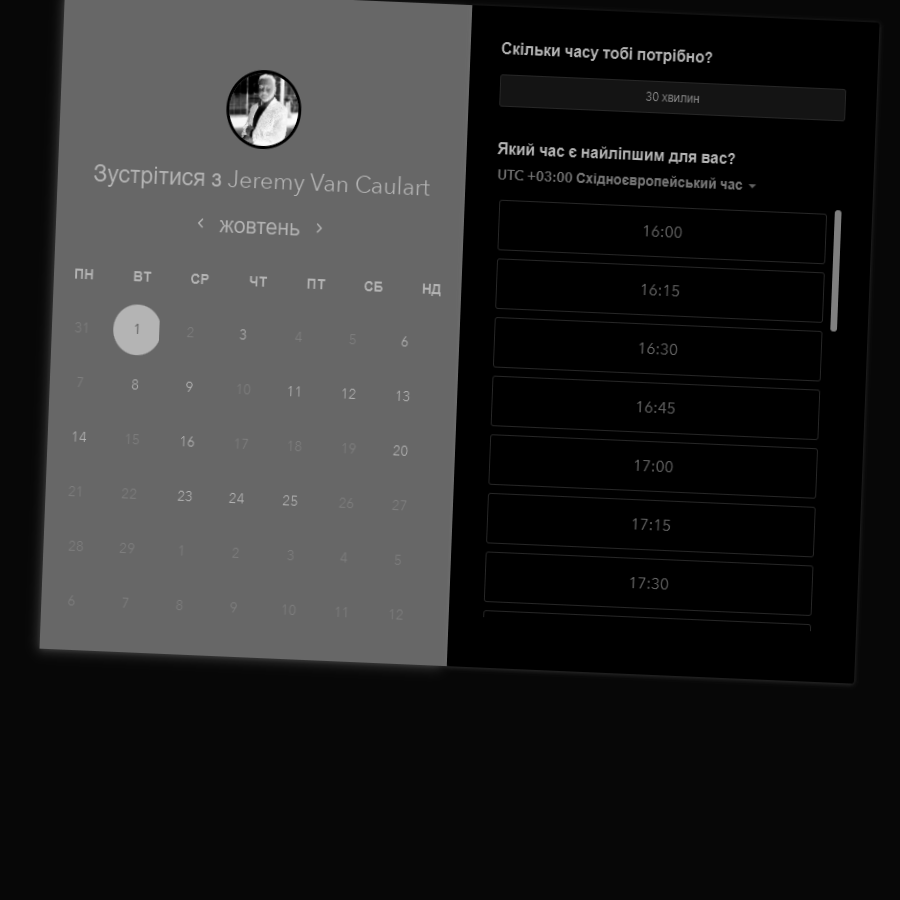 Зустрітися з Jeremy Van Caulart
жовтень
ПН ВТ СР ЧТ ПТ СБ НД
31 1 2 3 4 5 6
7 8 9 10 11 12 13
14 15 16 17 18 19 20
21 22 23 24 25 26 27
28 29 1 2 3 4 5
6 7 8 9 10 11 12
Скільки часу тобі потрібно?
30 хвилин
Який час є найліпшим для вас?
UTC +03:00 Східноєвропейський час
16:00
16:15
16:30
16:45
17:00
17:15
17:30